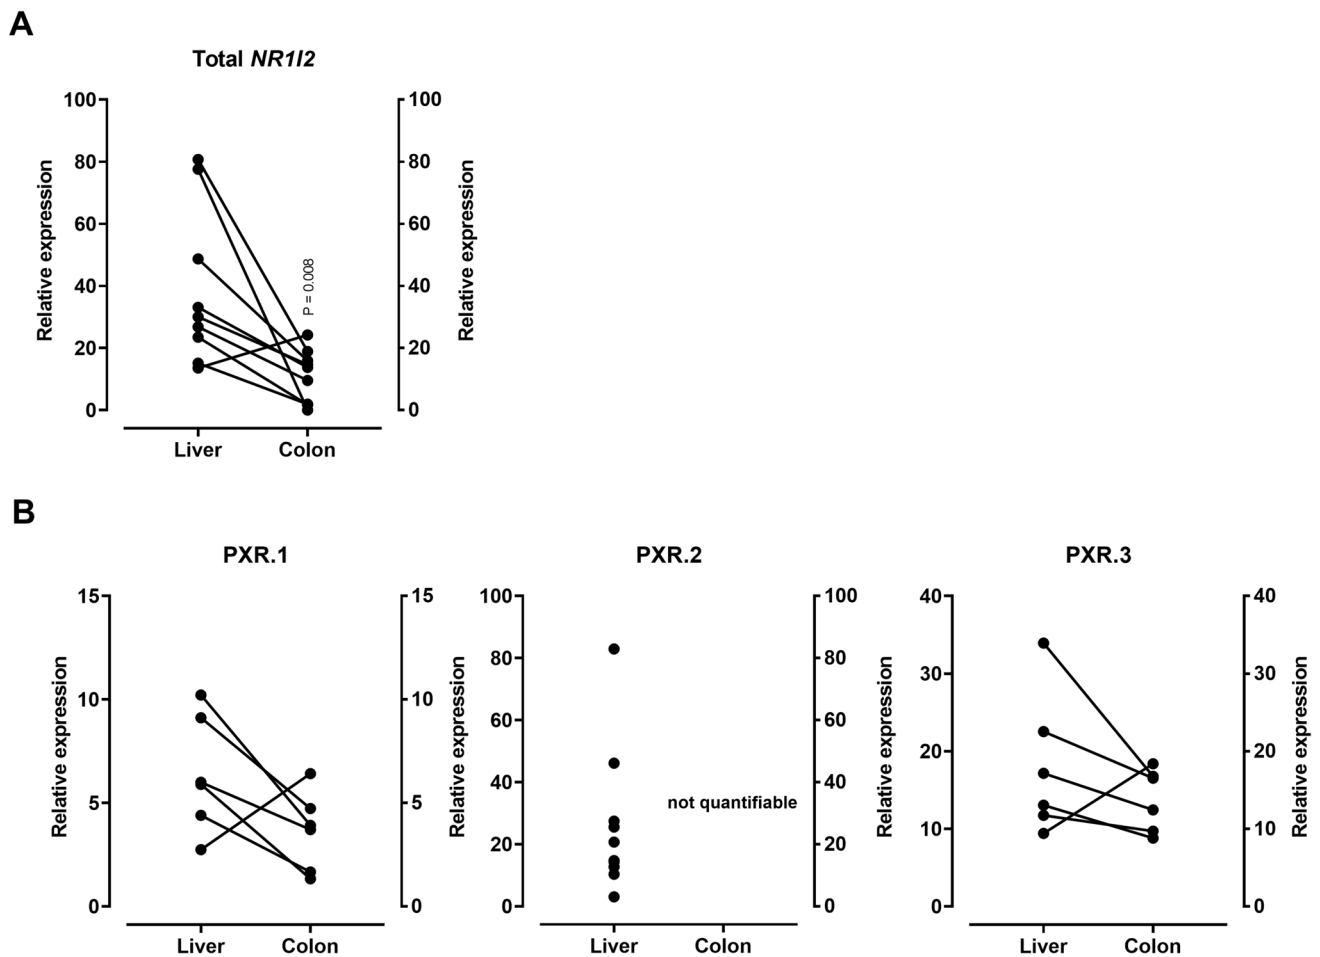 A
Total NR1I2
100
80
60
40
20
0
Relative expression
P = 0.008
100
80
60
40
20
0
Relative expression
Liver Colon
B
PXR.1
15
10
5
0
Relative expression
15
10
5
0
Relative expression
Liver Colon
PXR.2
100
80
60
40
20
0
not quantifiable
100
80
60
40
20
0
Relative expression
Liver Colon
PXR.3
40
30
20
10
0
40
30
20
10
0
Relative expression
Liver Colon